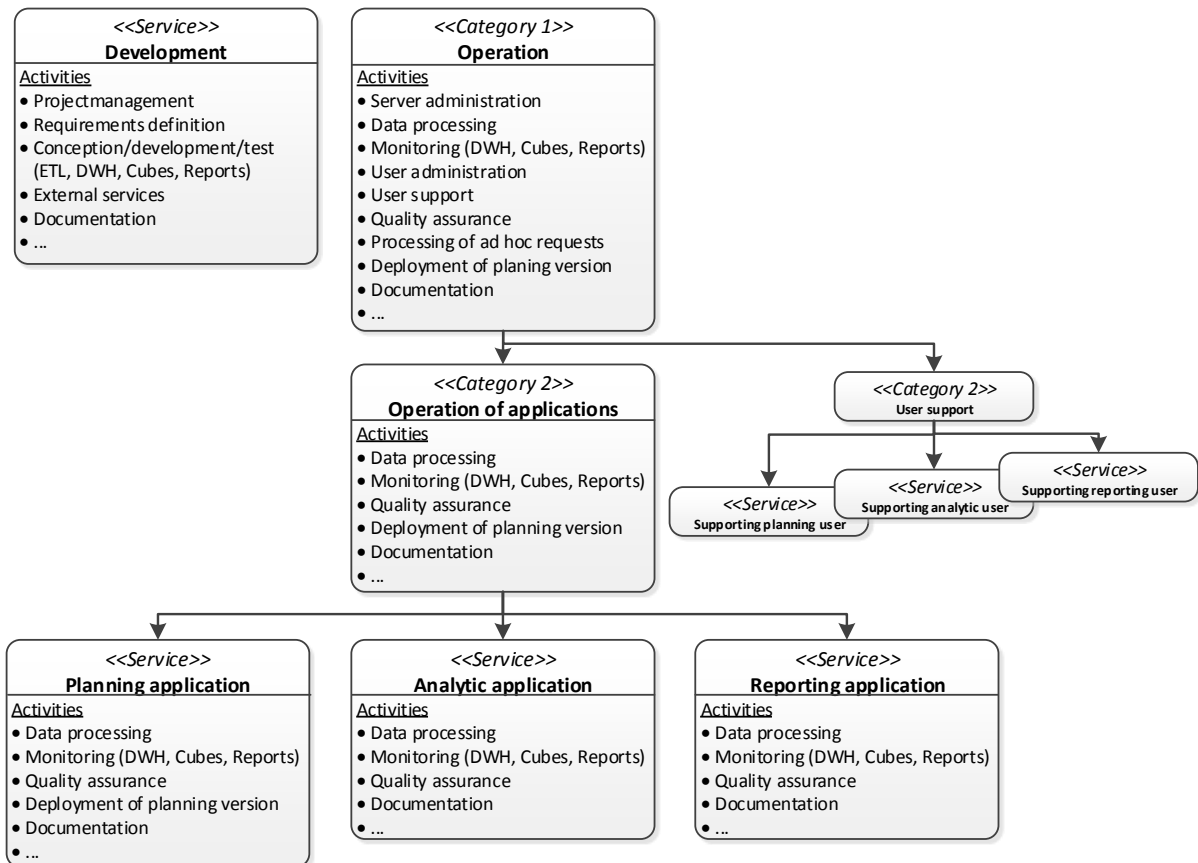 <<Service>>
Development
Activities
• Projectmanagement
• Requirements definition
• Conception/development/test
(ETL, DWH, Cubes, Reports)
• External services
• Documentation
• ...
<<Category 1>>
Operation
Activities
• Server administration
• Data processing
• Monitoring (DWH, Cubes, Reports)
• User administration
• User support
• Quality assurance
• Processing of ad hoc requests
• Deployment of planing version
• Documentation
• ...
<<Category 2>>
Operation of applications
Activities
• Data processing
• Monitoring (DWH, Cubes, Reports)
• Quality assurance
• Deployment of planning version
• Documentation
• ...
<<Category 2>>
User support
<<Service>>
Supporting planning user
<<Service>>
Supporting analytic user
<<Service>>
Supporting reporting user
<<Service>>
Planning application
Activities
• Data processing
• Monitoring (DWH, Cubes, Reports)
• Quality assurance
• Deployment of planning version
• Documentation
• ...
<<Service>>
Analytic application
Activities
• Data processing
• Monitoring (DWH, Cubes, Reports)
• Quality assurance
• Documentation
• ...
<<Service>>
Reporting application
Activities
• Data processing
• Monitoring (DWH, Cubes, Reports)
• Quality assurance
• Documentation
• ...